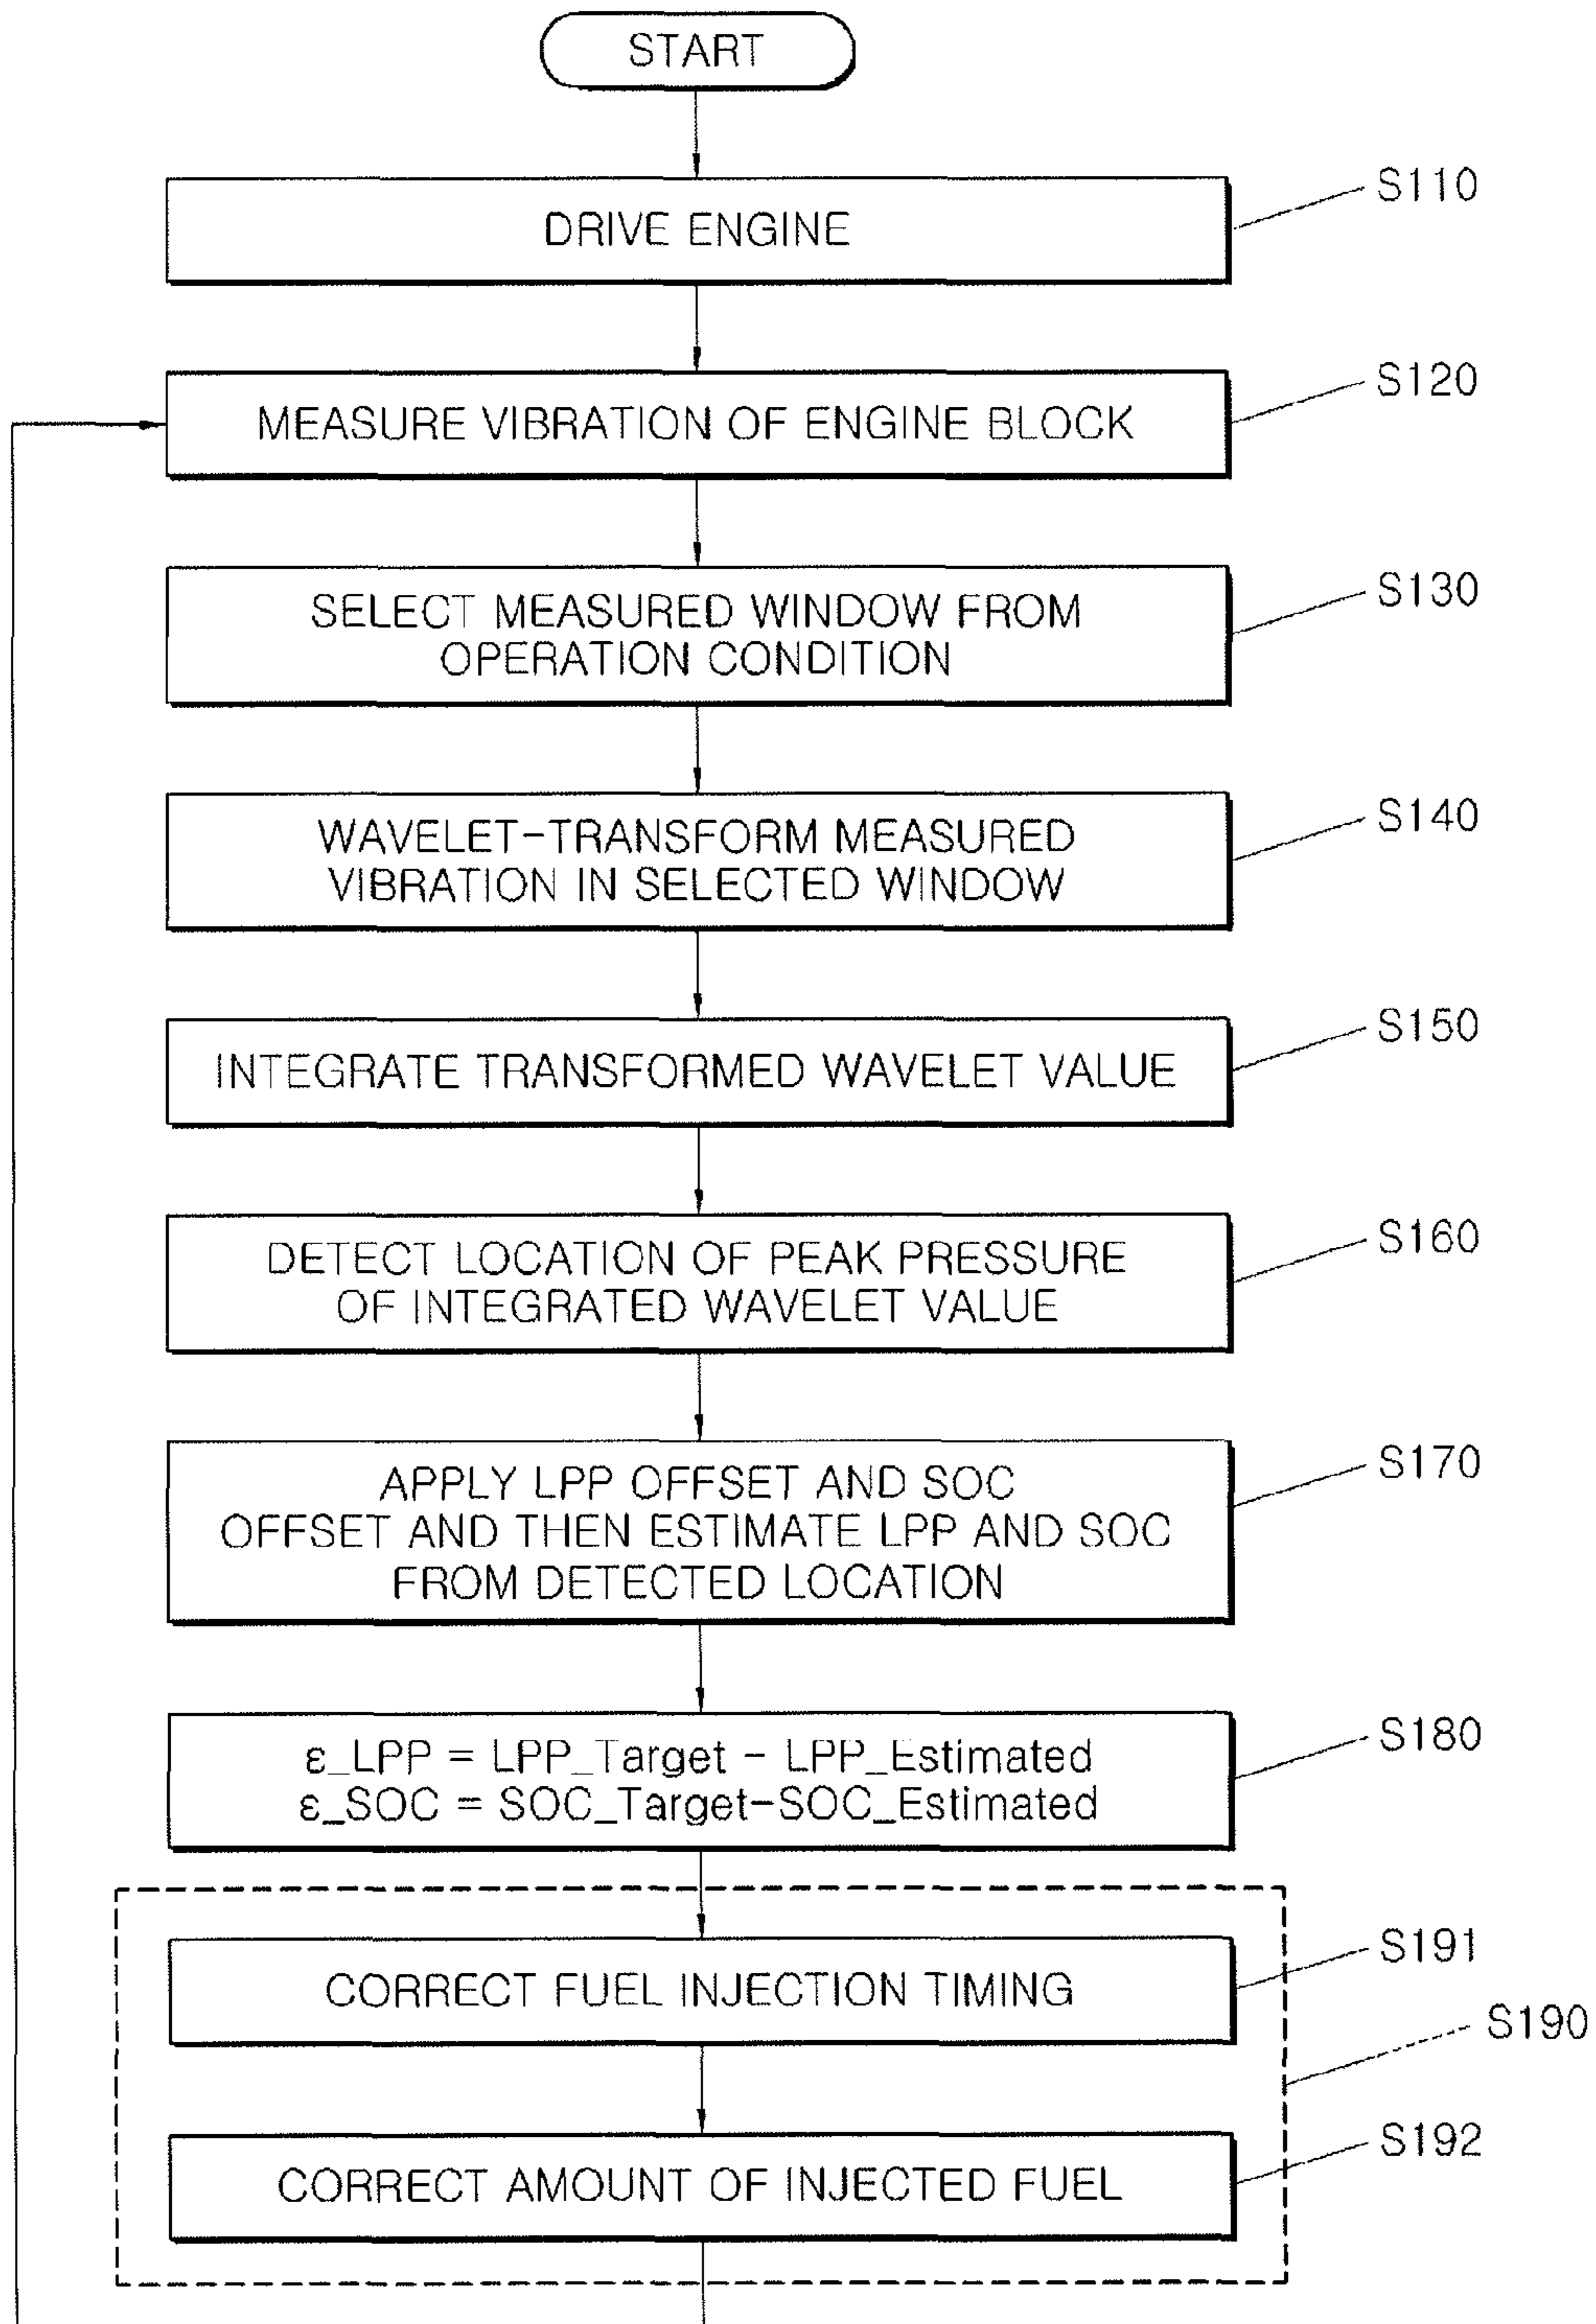 START
DRIVE ENGINE
S110
MEASURE VIBRATION OF ENGINE BLOCK
S120
SELECT MEASURED WINDOW FROM
OPERATION CONDITION
S130
WAVELET-TRANSFORM MEASURED
VIBRATION IN SELECTED WINDOW
S140
INTEGRATE TRANSFORMED WAVELET VALUE
S150
DETECT LOCATION OF PEAK PRESSURE
OF INTEGRATED WAVELET VALUE
S160
APPLY LPP OFFSET AND SOC
OFFSET AND THEN ESTIMATE LPP AND SOC
FROM DETECTED LOCATION
S170
ε_LPP = LPP_Target - LPP_Estimated
ε_SOC = SOC_Target-SOC_Estimated
S180
CORRECT FUEL INJECTION TIMING
S191
S190
CORRECT AMOUNT OF INJECTED FUEL
S192